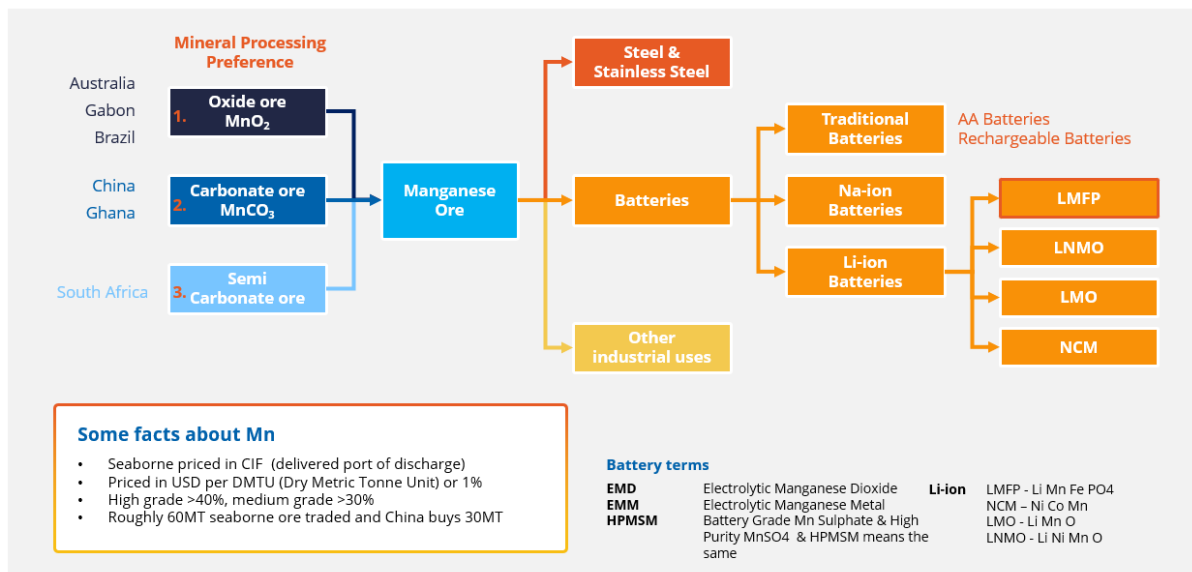 Mineral Processing
Preference
Australia
Gabon
Brazil
1.
Oxide ore
MnO₂
China
Ghana
2.
Carbonate ore
MnCO₃
South Africa
3.
Semi
Carbonate ore
Manganese
Ore
Steel &
Stainless Steel
Batteries
Other
industrial uses
Traditional
Batteries
AA Batteries
Rechargeable Batteries
Na-ion
Batteries
Li-ion
Batteries
LMFP
LNMO
LMO
NCM
Some facts about Mn
• Seaborne priced in CIF (delivered port of discharge)
• Priced in USD per DMTU (Dry Metric Tonne Unit) or 1%
• High grade >40%, medium grade >30%
• Roughly 60MT seaborne ore traded and China buys 30MT
Battery terms
EMD Electrolytic Manganese Dioxide
EMM Electrolytic Manganese Metal
HPMSM Battery Grade Mn Sulphate & High
Purity MnSO4 & HPMSM means the
same
Li-ion LMFP - Li Mn Fe PO4
NCM – Ni Co Mn
LMO - Li Mn O
LNMO - Li Ni Mn O